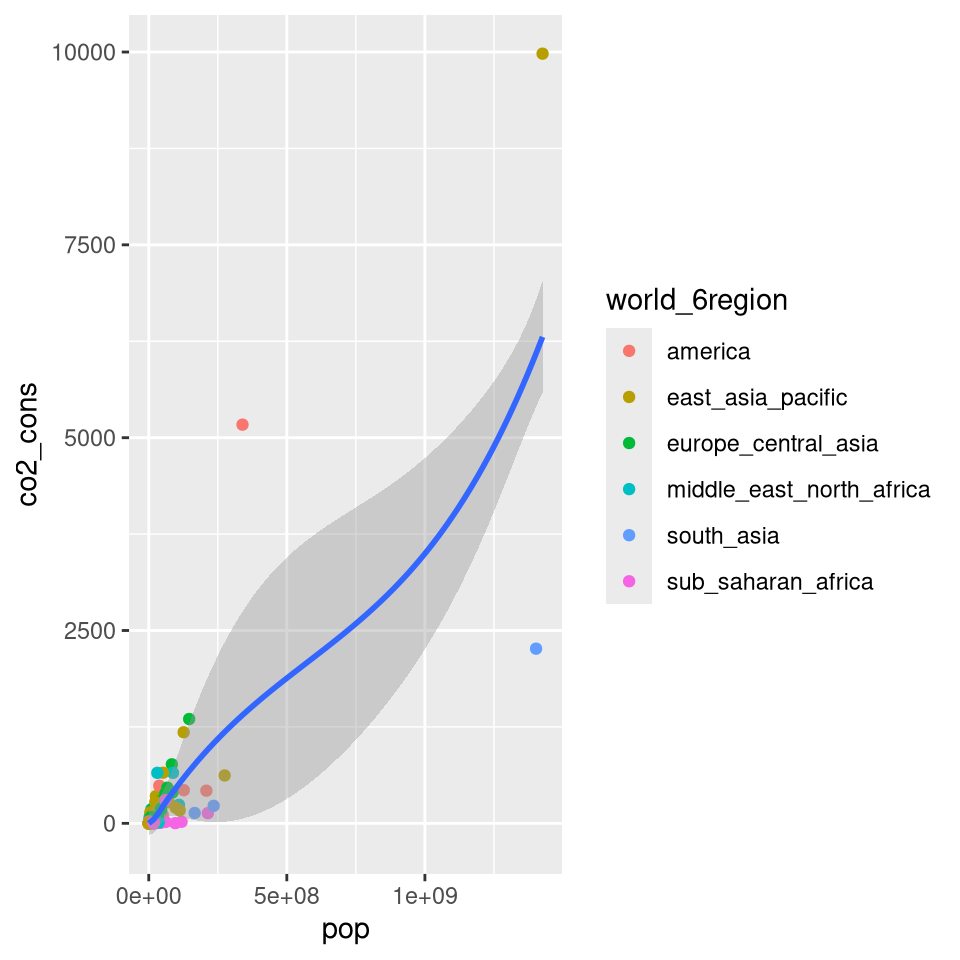 10000
7500
5000
2500
0
co2_cons
0e+00
5e+08
1e+09
pop
world_6region
america
east_asia_pacific
europe_central_asia
middle_east_north_africa
south_asia
sub_saharan_africa